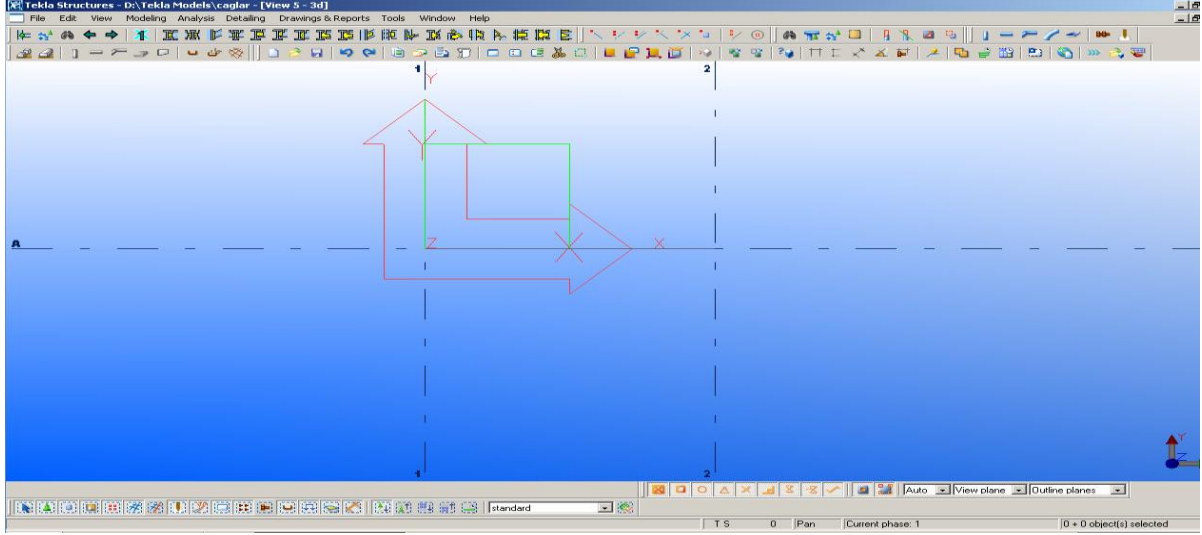 Tekla Structures - D:\Tekla Models\caglar - [View 5 - 3d]
File Edit View Modeling Analysis Detailing Drawings & Reports Tools Window Help
1 Y 2
Y
A Z X X
Y
Z
1 2
Auto View plane Outline planes
standard
T S 0 Pan Current phase: 1 0 + 0 object(s) selected